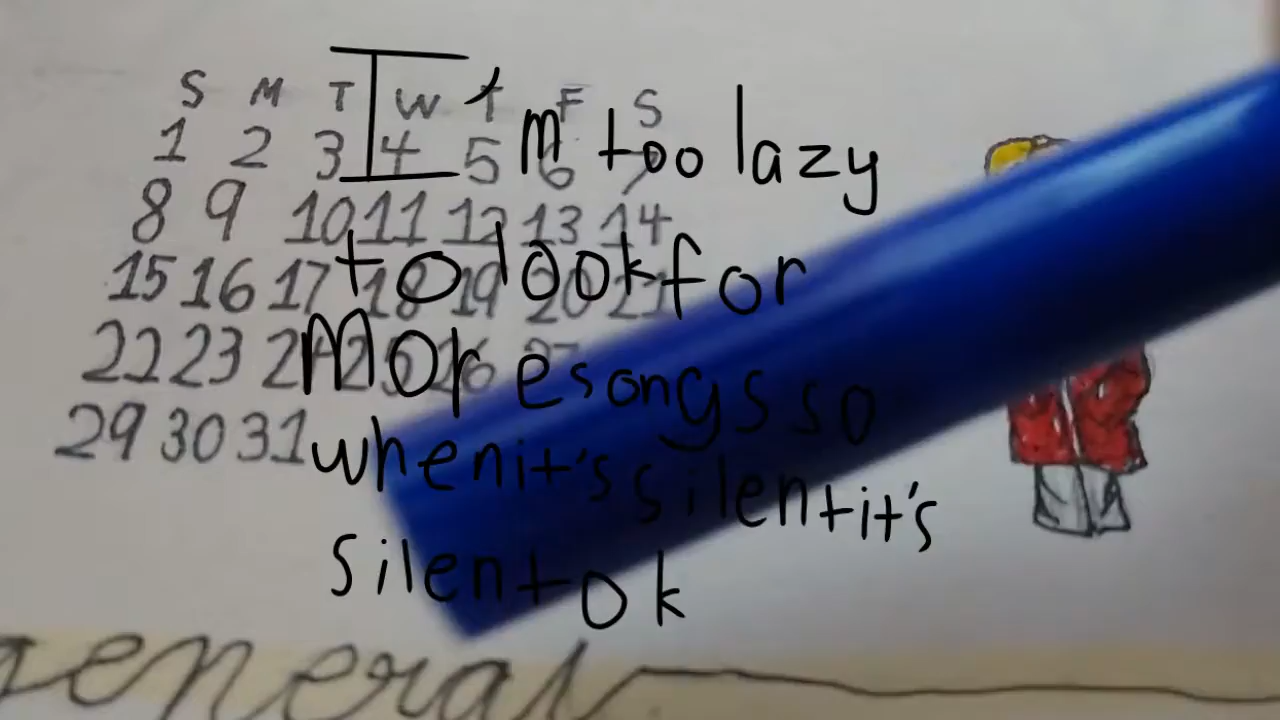 S M T W T F S
1 2 3 4 5 6 7
8 9 10 11 12 13 14
15 16 17 18 19 20 21
22 23 24 25 26 27
29 30 31
I'm too lazy
to look for
More songs so
when it's silent it's
silent ok
general